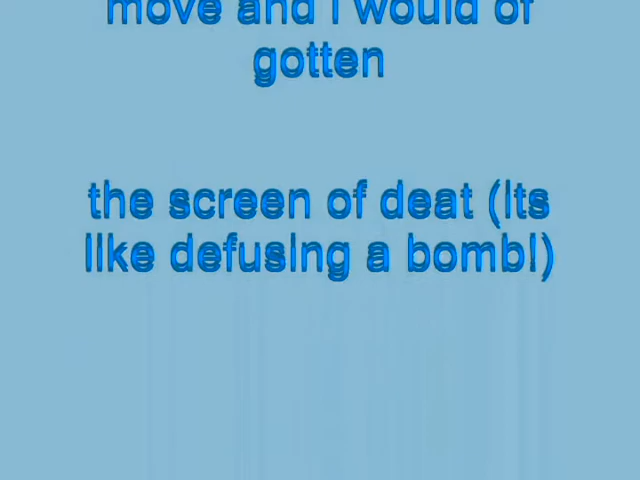 move and I would of
gotten
the screen of deat (its
like defusing a bomb!)